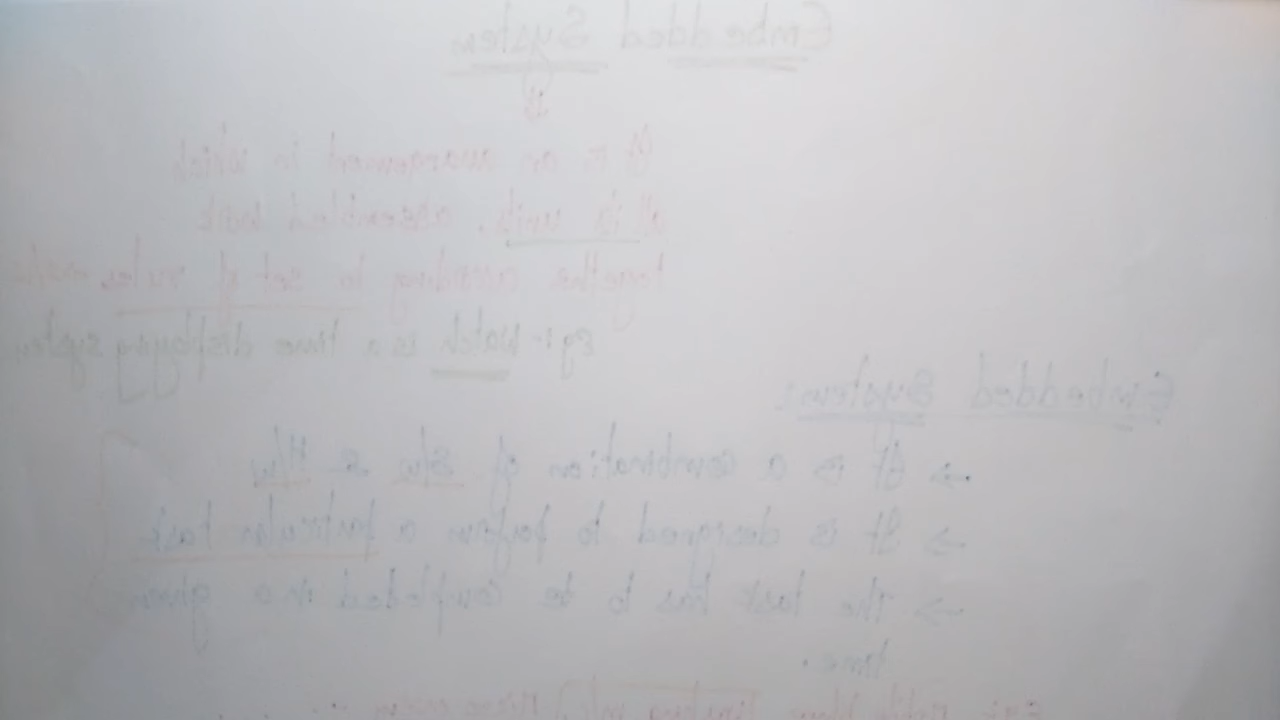 Embedded System
It is an arrangement in which
it is units. assembled work
together according to set of rules.
eg:- watch is a time displaying system
Embedded System:
→ It is a combination of S/w & H/w
→ It is designed to perform a particular task
→ The task has to be completed in a given
time.